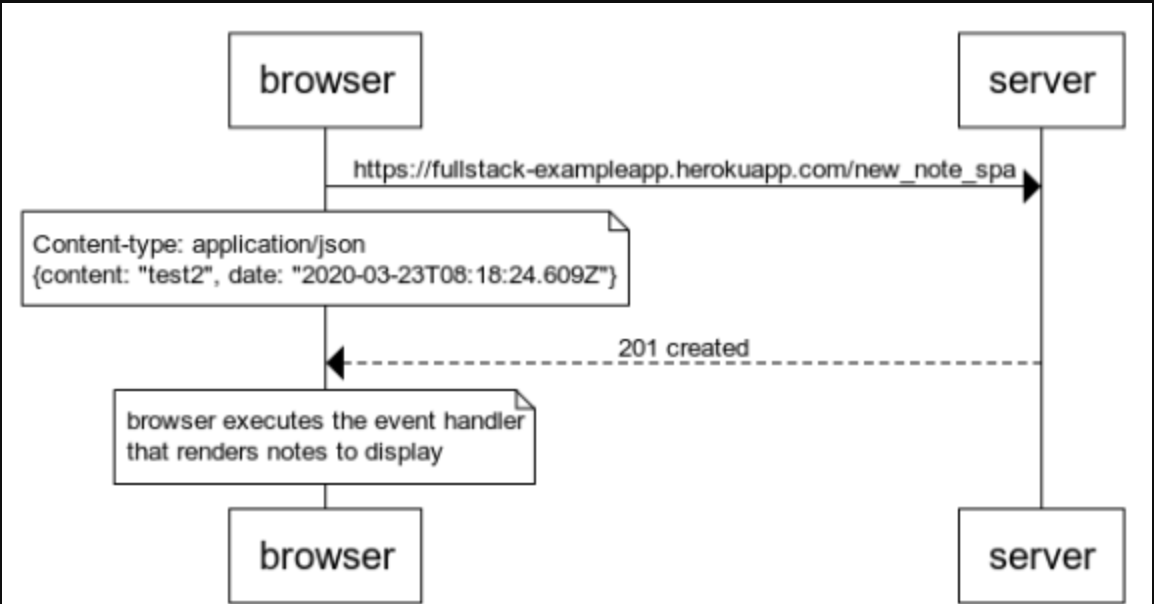 browser
server
https://fullstack-exampleapp.herokuapp.com/new_note_spa
Content-type: application/json
{content: "test2", date: "2020-03-23T08:18:24.609Z"}
201 created
browser executes the event handler
that renders notes to display
browser
server